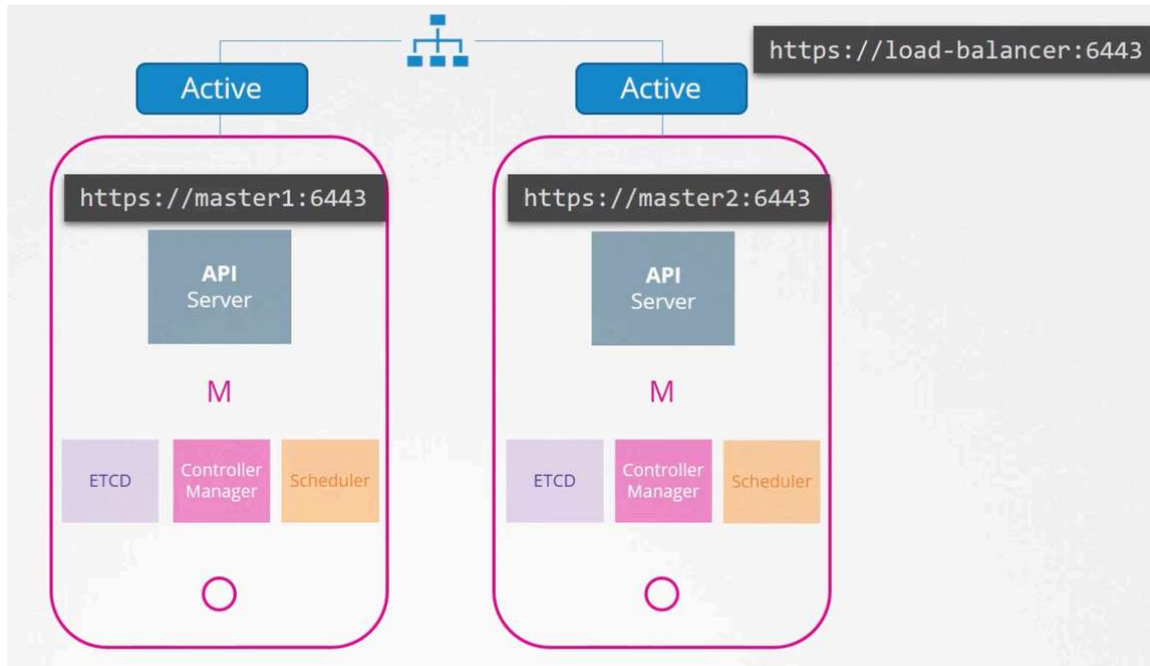 https://load-balancer:6443
Active
Active
https://master1:6443
https://master2:6443
API
Server
API
Server
M
M
ETCD
Controller
Manager
Scheduler
ETCD
Controller
Manager
Scheduler